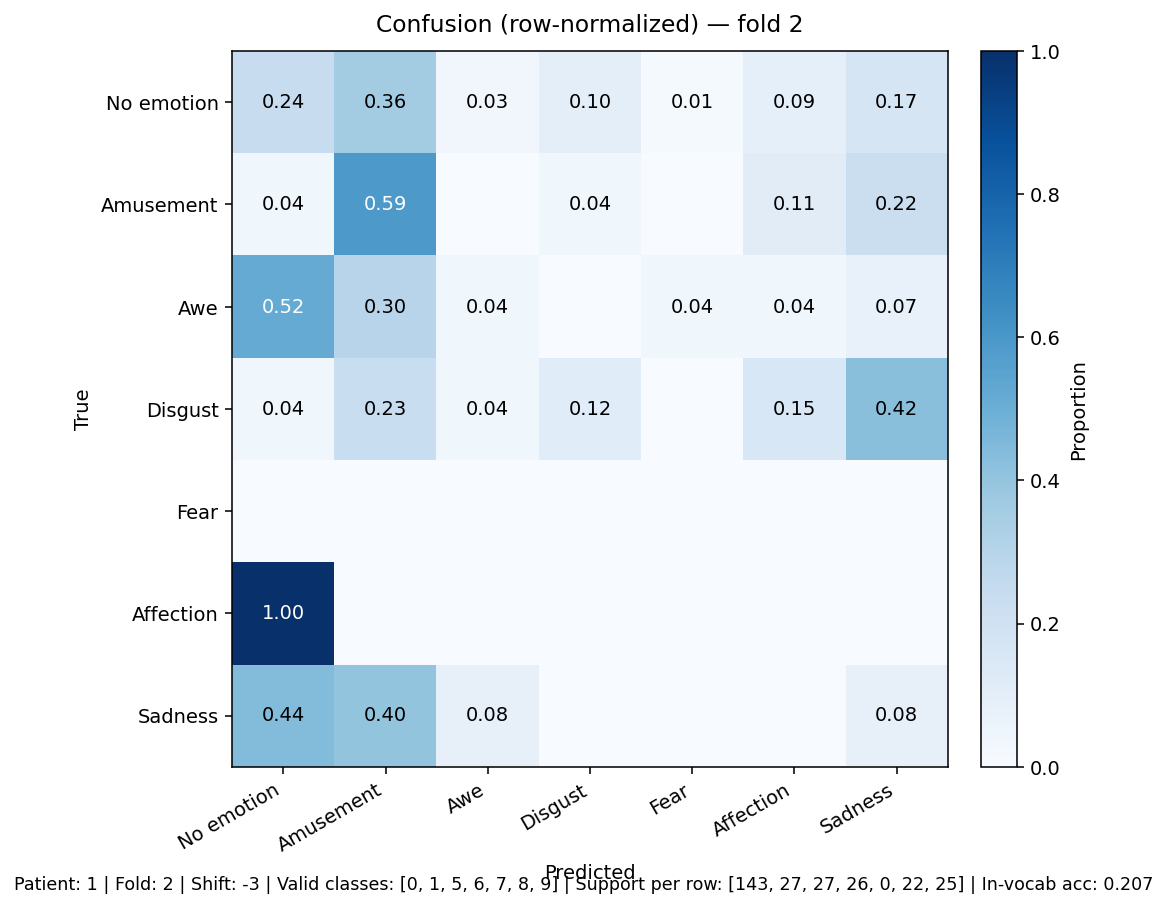 Confusion (row-normalized) — fold 2
No emotion 0.24 0.36 0.03 0.10 0.01 0.09 0.17
Amusement 0.04 0.59 0.04 0.11 0.22
Awe 0.52 0.30 0.04 0.04 0.04 0.07
Disgust 0.04 0.23 0.04 0.12 0.15 0.42
Fear
Affection 1.00
Sadness 0.44 0.40 0.08 0.08
True
No emotion Amusement Awe Disgust Fear Affection Sadness
Predicted
1.0
0.8
0.6
0.4
0.2
0.0
Proportion
Patient: 1 | Fold: 2 | Shift: -3 | Valid classes: [0, 1, 5, 6, 7, 8, 9] | Support per row: [143, 27, 27, 26, 0, 22, 25] | In-vocab acc: 0.207